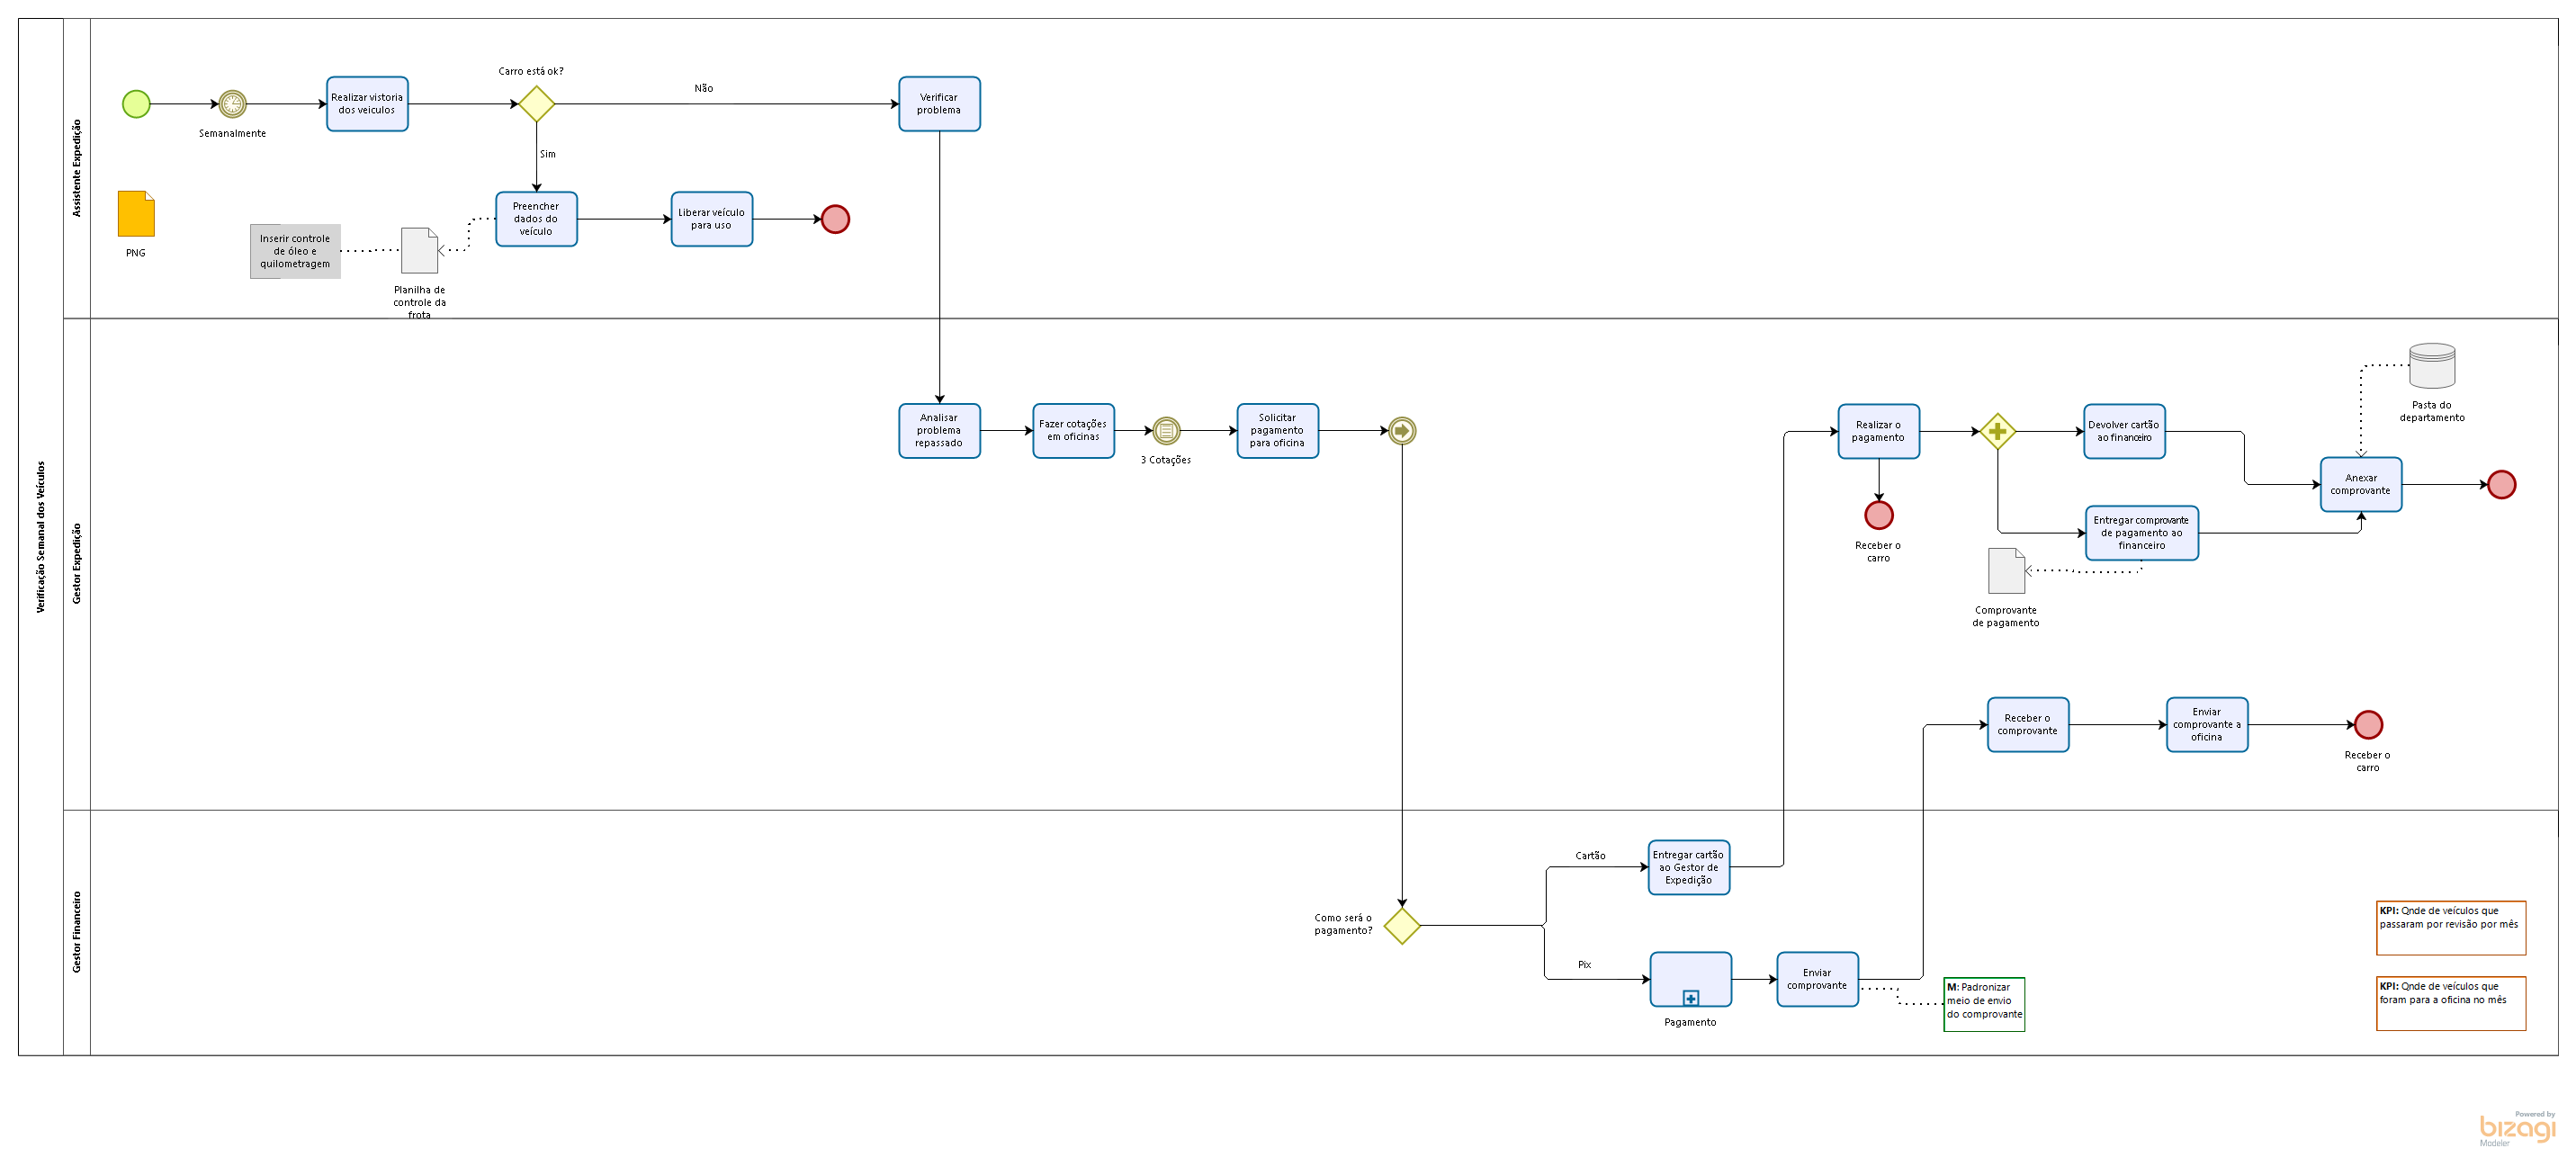 Verificação Semanal dos Veículos
Assistente Expedição
Carro está ok?
Não
Semanalmente
Realizar vistoria
dos veiculos
Verificar
problema
Sim
PNG
Inserir controle
de óleo e
quilometragem
Planilha de
controle da
frota
Preencher
dados do
veículo
Liberar veículo
para uso
Gestor Expedição
Analisar
problema
repassado
Fazer cotações
em oficinas
3 Cotações
Solicitar
pagamento
para oficina
Realizar o
pagamento
Receber o
carro
Devolver cartão
ao financeiro
Entregar comprovante
de pagamento ao
financeiro
Comprovante
de pagamento
Pasta do
departamento
Anexar
comprovante
Receber o
comprovante
Enviar
comprovante a
oficina
Receber o
carro
Gestor Financeiro
Como será o
pagamento?
Cartão
Entregar cartão
ao Gestor de
Expedição
Pix
Pagamento
Enviar
comprovante
M: Padronizar
meio de envio
do comprovante
KPI: Qnde de veículos que
passaram por revisão por mês
KPI: Qnde de veículos que
foram para a oficina no mês
Powered by
bizagi
Modeler